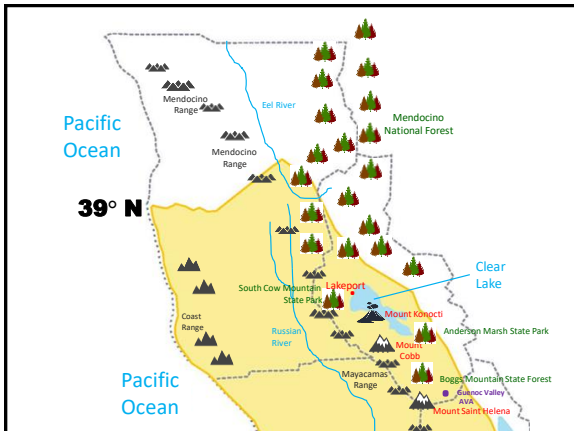 Mendocino
Range
Eel River
Mendocino
National Forest
Pacific
Ocean
Mendocino
Range
39° N
Clear
Lake
South Cow Mountain
State Park
Lakeport
Mount Konocti
Coast
Range
Russian
River
Anderson Marsh State Park
Mount
Cobb
Mayacamas
Range
Boggs Mountain State Forest
Pacific
Ocean
Guenoc Valley
AVA
Mount Saint Helena